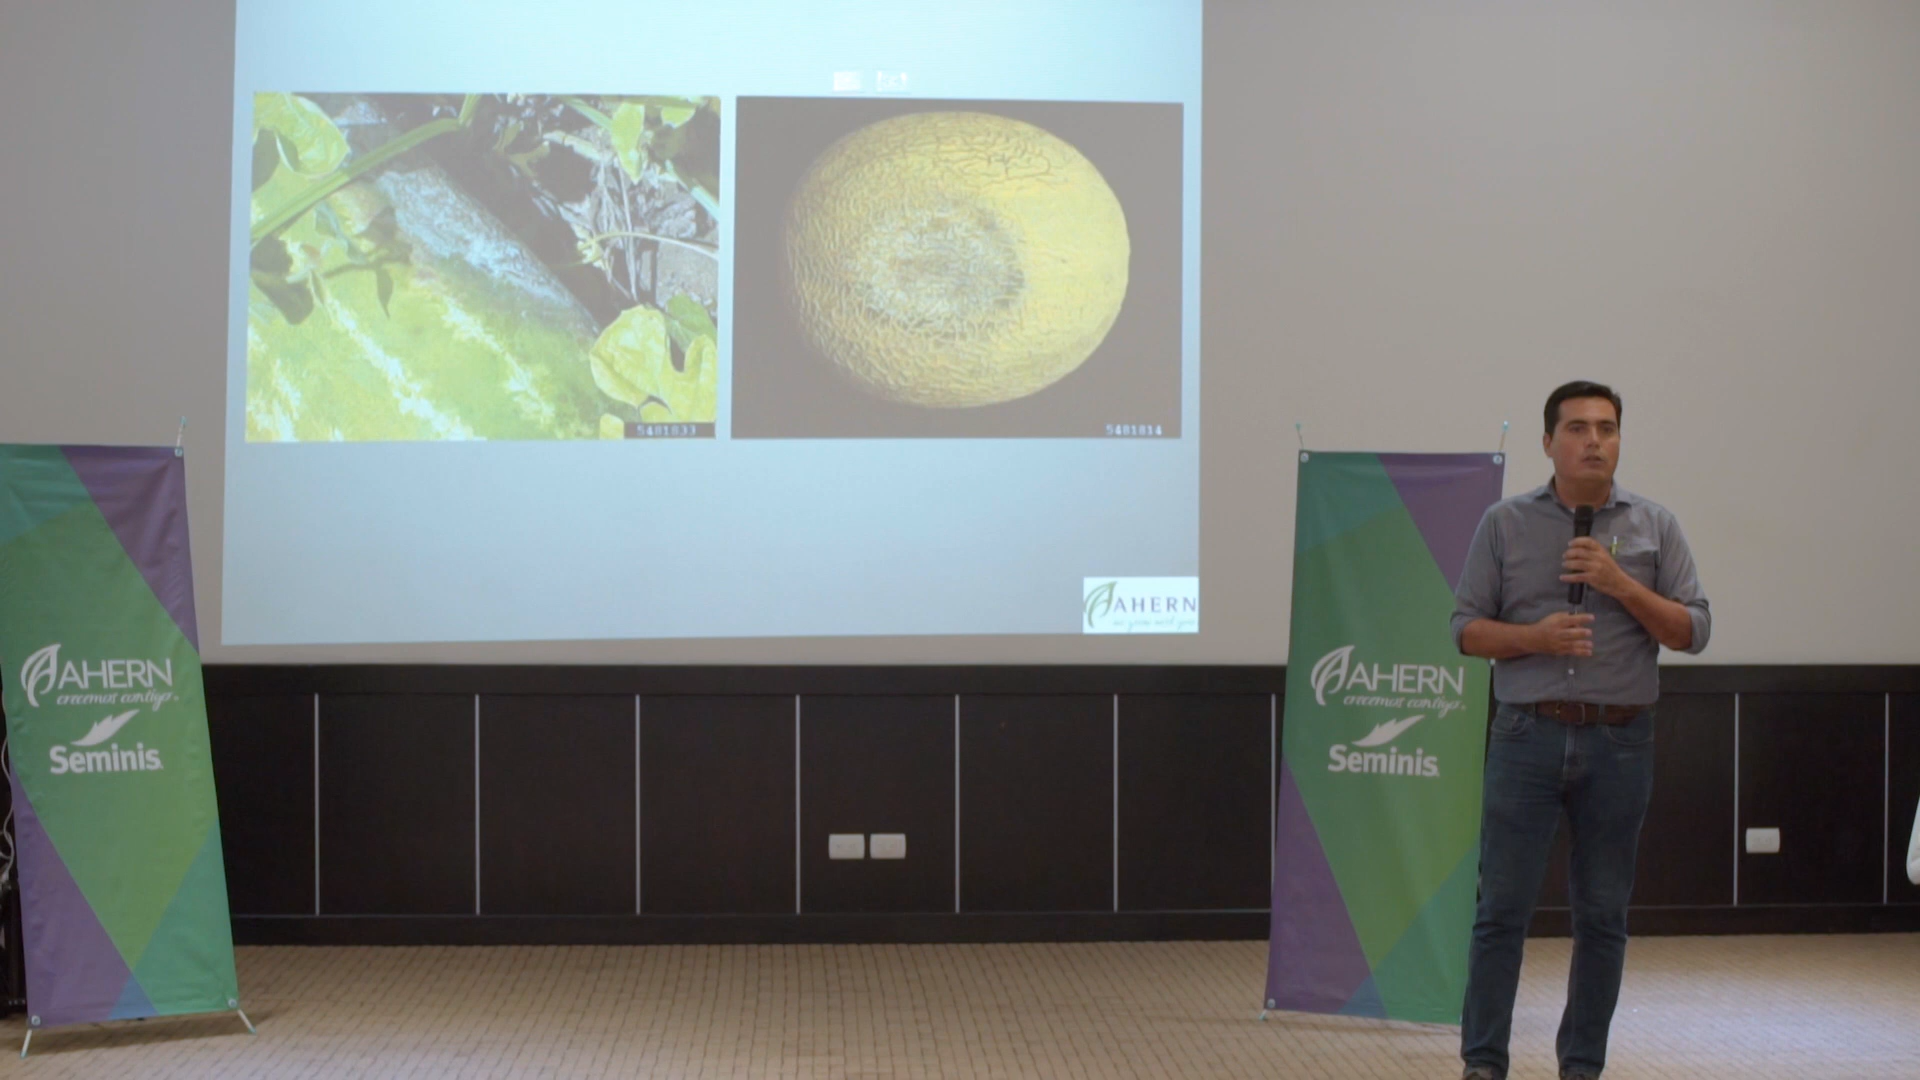 5481833
5481814
AHERN
AHERN
crecemos contigo.
Seminis
AHERN
crecemos contigo.
Seminis